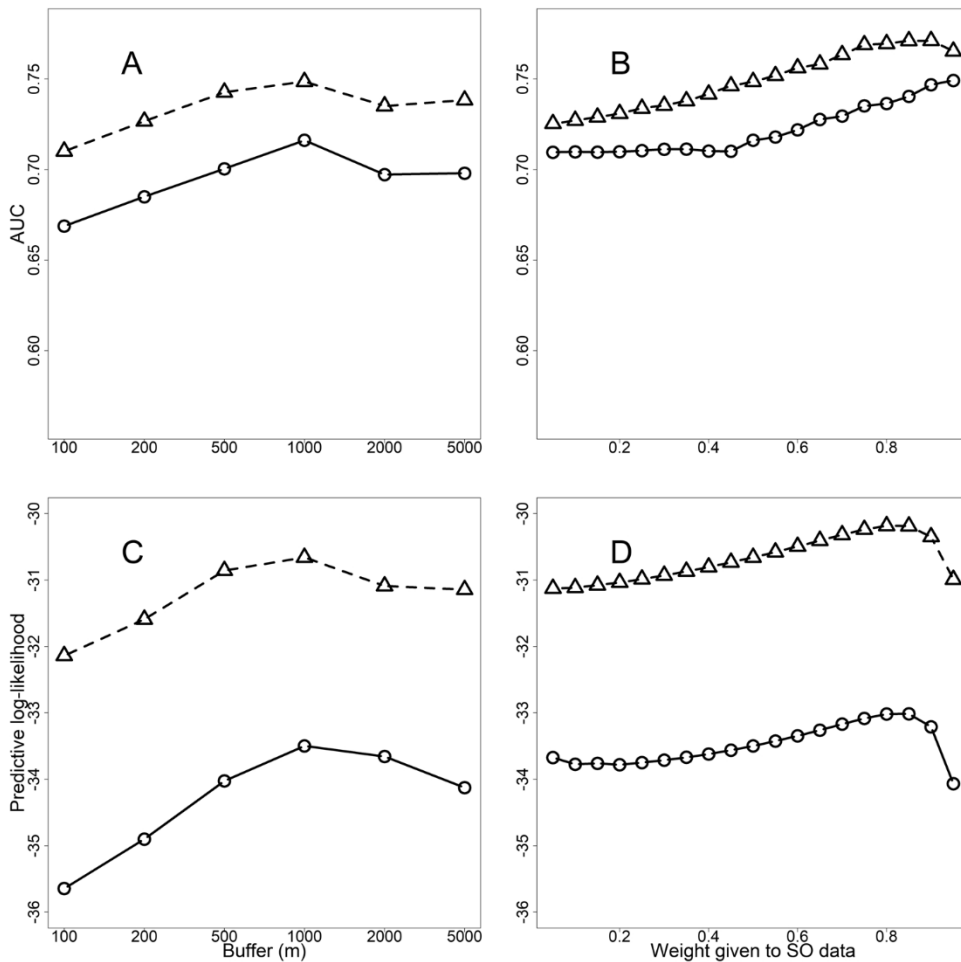 A
B
AUC
0.75
0.70
0.65
0.60
0.75
0.70
0.65
0.60
100 200 500 1000 2000 5000
0.2 0.4 0.6 0.8
C
D
Predictive log-likelihood
-30
-31
-32
-33
-34
-35
-36
-30
-31
-32
-33
-34
-35
-36
100 200 500 1000 2000 5000
0.2 0.4 0.6 0.8
Buffer (m)
Weight given to SO data